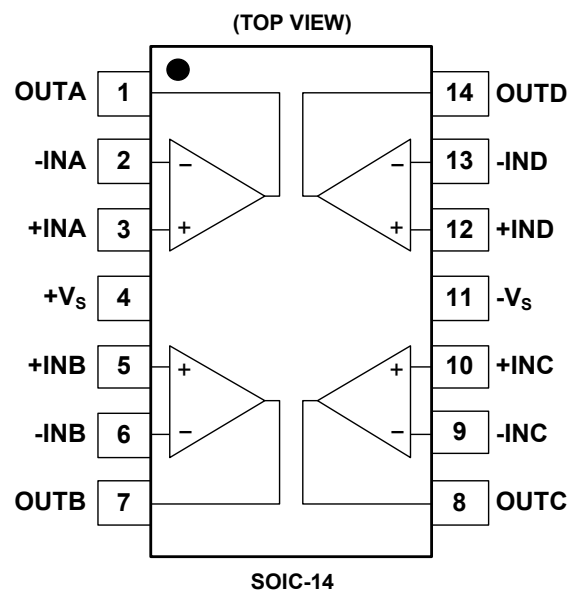 (TOP VIEW)
OUTA 1 14 OUTD
-INA 2 − − 13 -IND
+INA 3 + + 12 +IND
+VS 4 11 -VS
+INB 5 + + 10 +INC
-INB 6 − − 9 -INC
OUTB 7 8 OUTC
SOIC-14